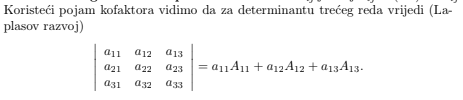 Koristeći pojam kofaktora vidimo da za determinantu trećeg reda vrijedi (La-
plasov razvoj)
| a₁₁ a₁₂ a₁₃ |
| a₂₁ a₂₂ a₂₃ | = a₁₁A₁₁ + a₁₂A₁₂ + a₁₃A₁₃.
| a₃₁ a₃₂ a₃₃ |